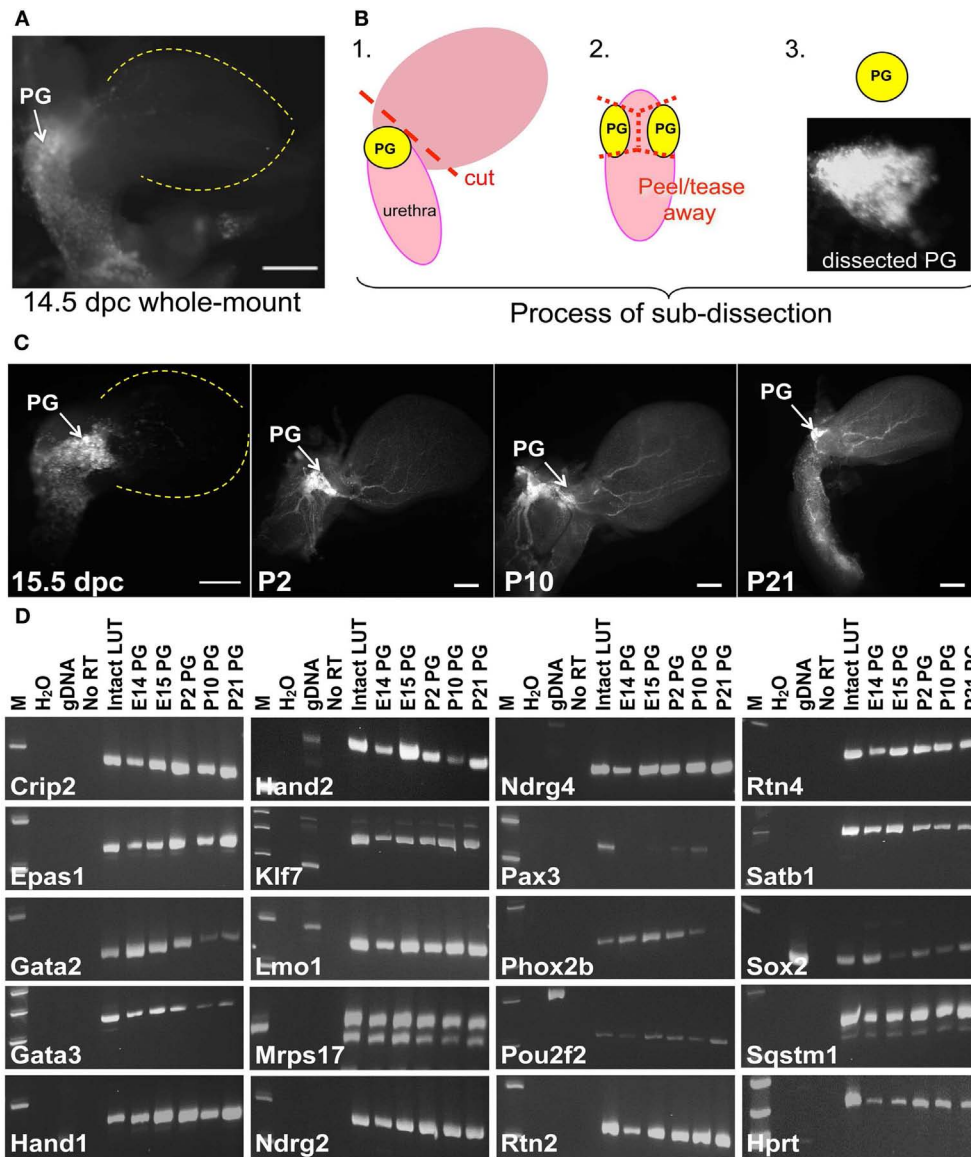 A
PG
14.5 dpc whole-mount
B
1.
PG
cut
urethra
2.
PG PG
Peel/tease
away
3.
PG
dissected PG
Process of sub-dissection
C
PG
15.5 dpc
PG
P2
PG
P10
PG
P21
D
M
H₂O
gDNA
No RT
Intact LUT
E14 PG
E15 PG
P2 PG
P10 PG
P21 PG
M
H₂O
gDNA
No RT
Intact LUT
E14 PG
E15 PG
P2 PG
P10 PG
P21 PG
M
H₂O
gDNA
No RT
Intact LUT
E14 PG
E15 PG
P2 PG
P10 PG
P21 PG
M
H₂O
gDNA
No RT
Intact LUT
E14 PG
E15 PG
P2 PG
P10 PG
P21 PG
Crip2
Epas1
Gata2
Gata3
Hand1
Hand2
Klf7
Lmo1
Mrps17
Ndrg2
Ndrg4
Pax3
Phox2b
Pou2f2
Rtn2
Rtn4
Satb1
Sox2
Sqstm1
Hprt